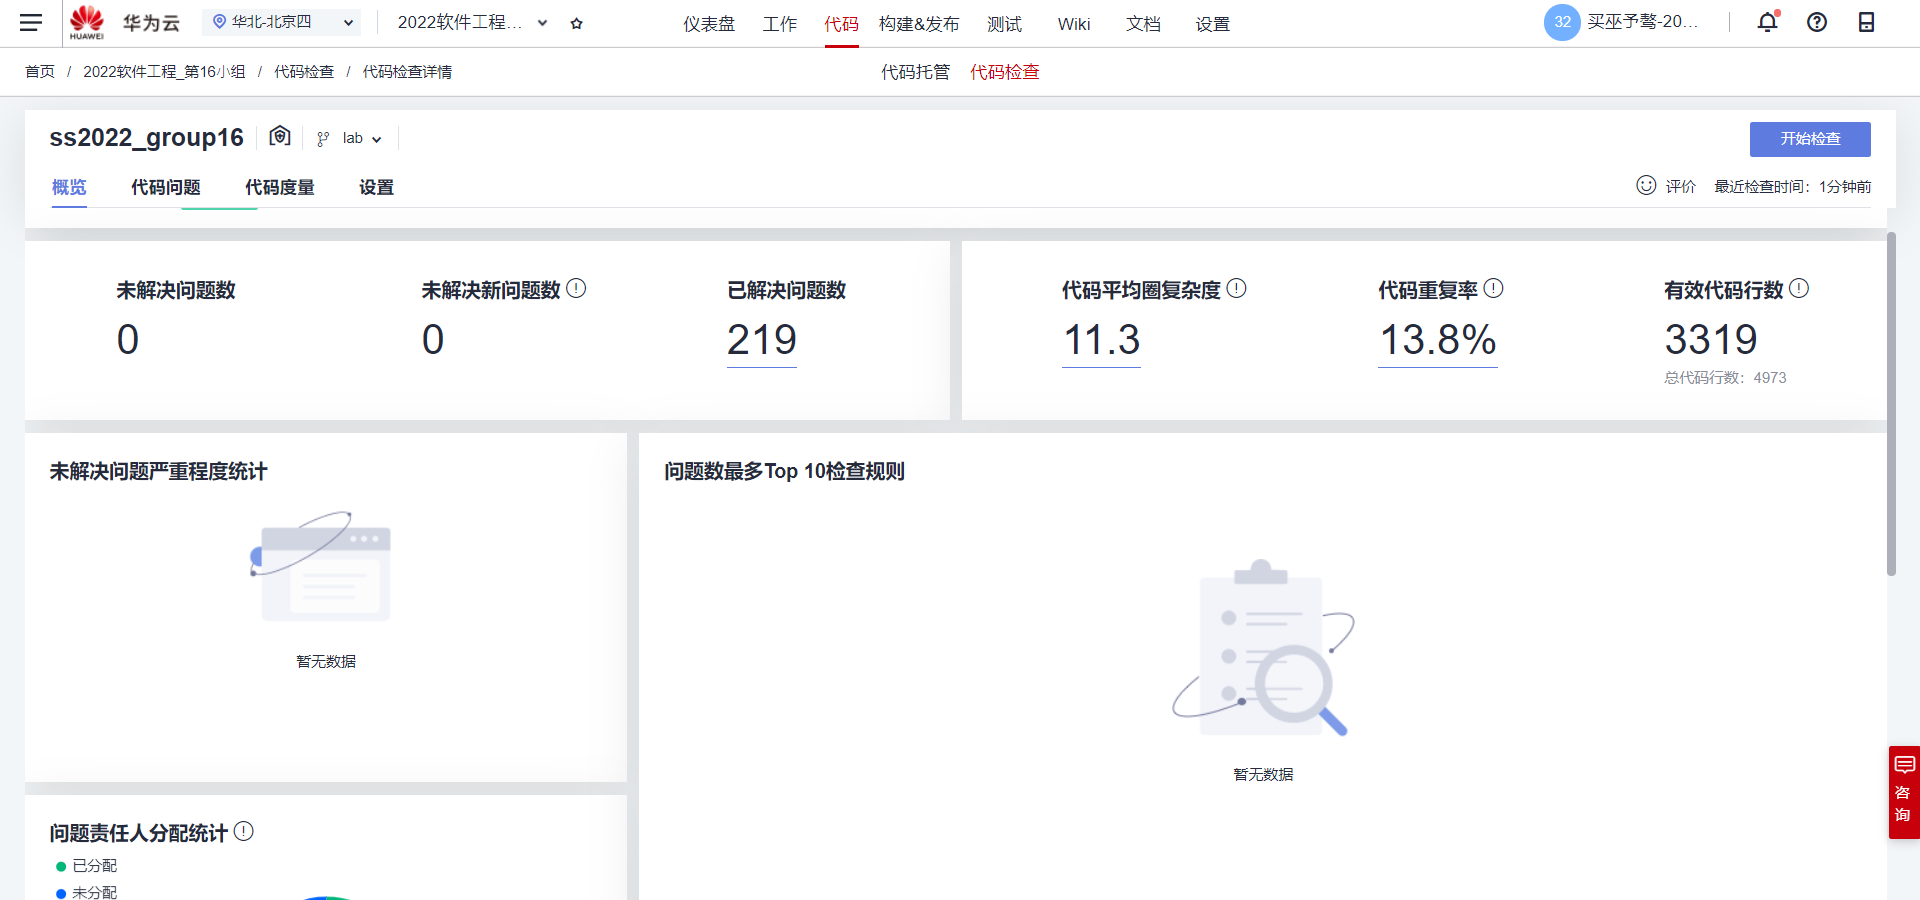 HUAWEI 华为云 华北-北京四 2022软件工程... 仪表盘 工作 代码 构建&发布 测试 Wiki 文档 设置 32 买巫予骜-20...
首页 / 2022软件工程_第16小组 / 代码检查 / 代码检查详情 代码托管 代码检查
ss2022_group16 lab 开始检查
概览 代码问题 代码度量 设置 评价 最近检查时间：1分钟前
未解决问题数 未解决新问题数 已解决问题数 代码平均圈复杂度 代码重复率 有效代码行数
0 0 219 11.3 13.8% 3319
总代码行数：4973
未解决问题严重程度统计 问题数最多Top 10检查规则
暂无数据
暂无数据
咨询
问题责任人分配统计
已分配
未分配